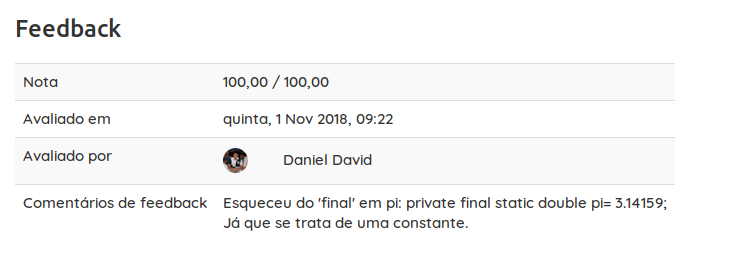 Feedback
Nota 100,00 / 100,00
Avaliado em quinta, 1 Nov 2018, 09:22
Avaliado por Daniel David
Comentários de feedback Esqueceu do 'final' em pi: private final static double pi= 3.14159;
Já que se trata de uma constante.